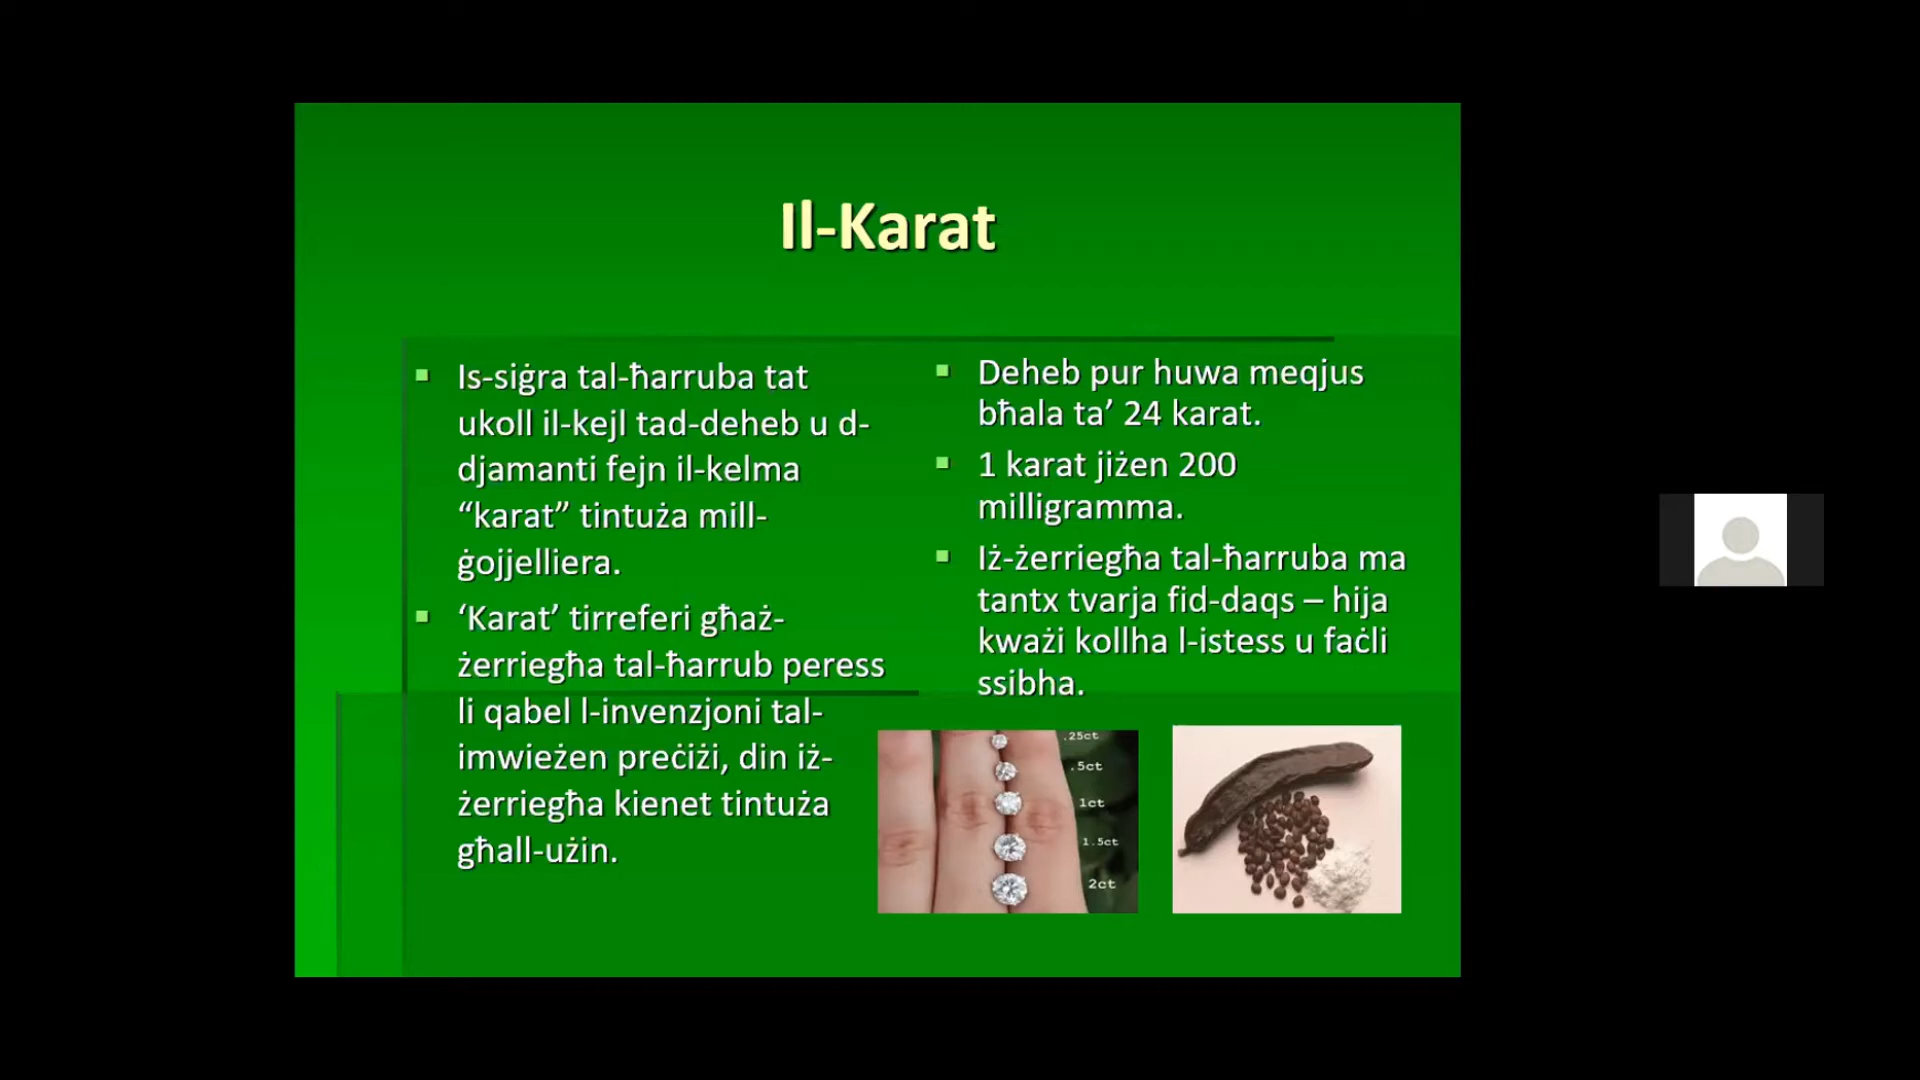 Il-Karat
Is-siġra tal-ħarruba tat
ukoll il-kejl tad-deheb u d-
djamanti fejn il-kelma
“karat” tintuża mill-
ġojjelliera.
‘Karat’ tirreferi għaż-
żerriegħa tal-ħarrub peress
li qabel l-invenzjoni tal-
imwieżen preċiżi, din iż-
żerriegħa kienet tintuża
għall-użin.
Deheb pur huwa meqjus
bħala ta’ 24 karat.
1 karat jiżen 200
milligramma.
Iż-żerriegħa tal-ħarruba ma
tantx tvarja fid-daqs – hija
kważi kollha l-istess u faċli
ssibha.
.25ct
.5ct
1ct
1.5ct
2ct